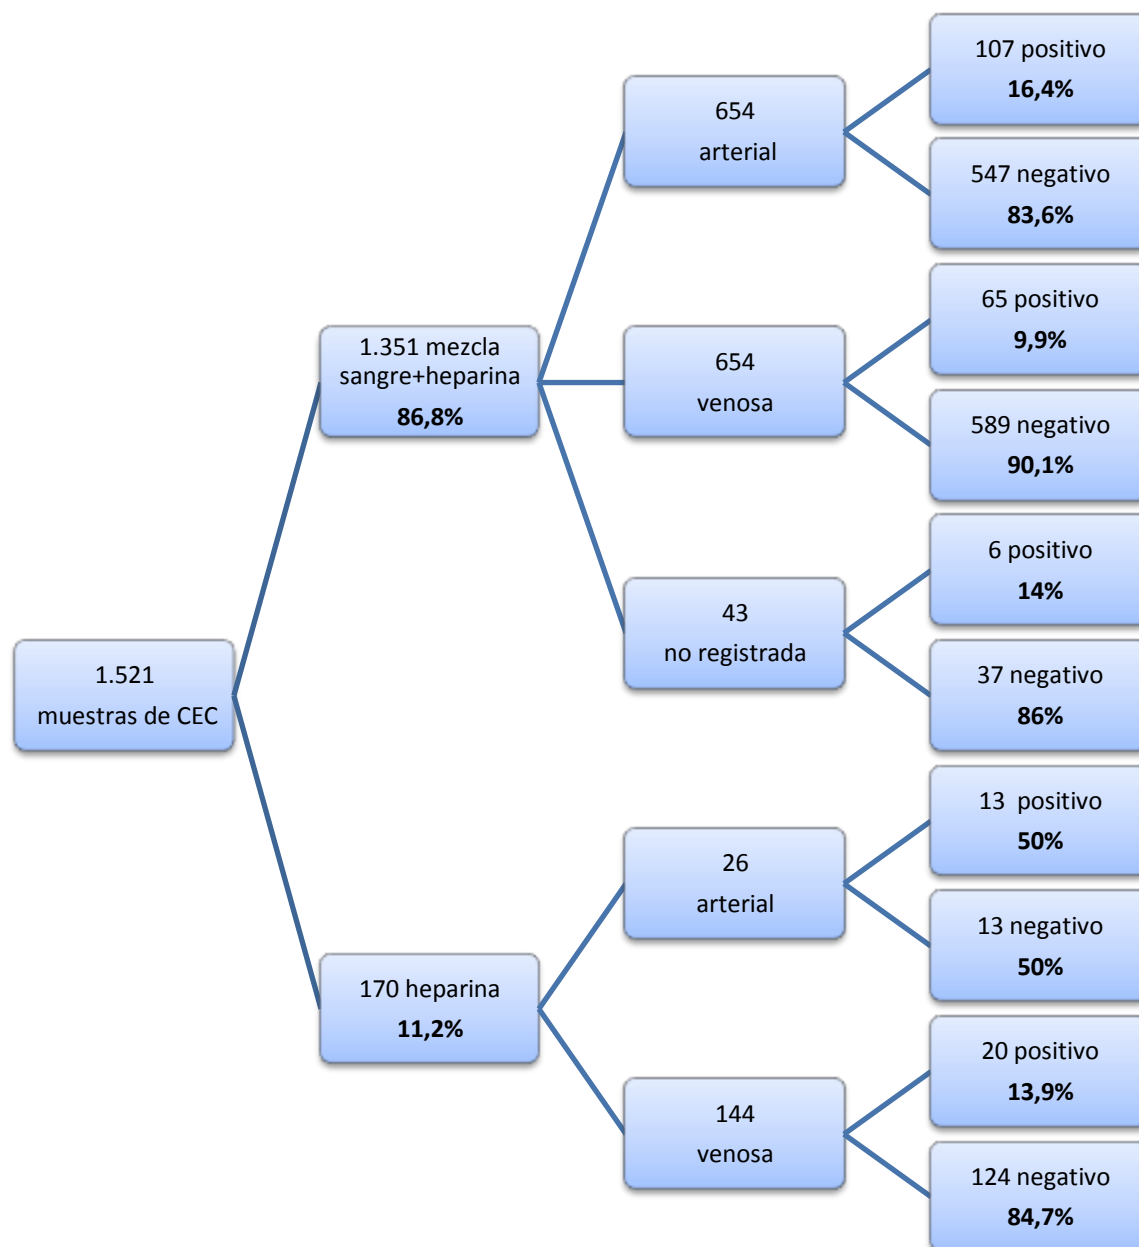 1.521
muestras de CEC
1.351 mezcla
sangre+heparina
86,8%
654
arterial
107 positivo
16,4%
547 negativo
83,6%
654
venosa
65 positivo
9,9%
589 negativo
90,1%
43
no registrada
6 positivo
14%
37 negativo
86%
170 heparina
11,2%
26
arterial
13 positivo
50%
13 negativo
50%
144
venosa
20 positivo
13,9%
124 negativo
84,7%